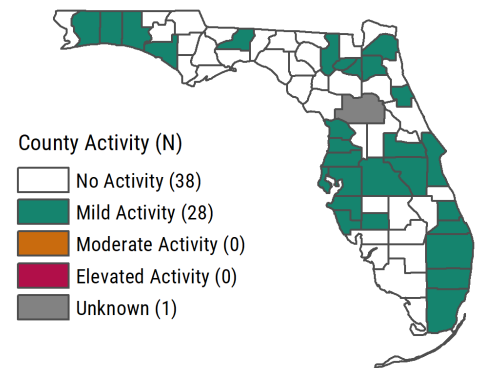 County Activity (N)
No Activity (38)
Mild Activity (28)
Moderate Activity (0)
Elevated Activity (0)
Unknown (1)